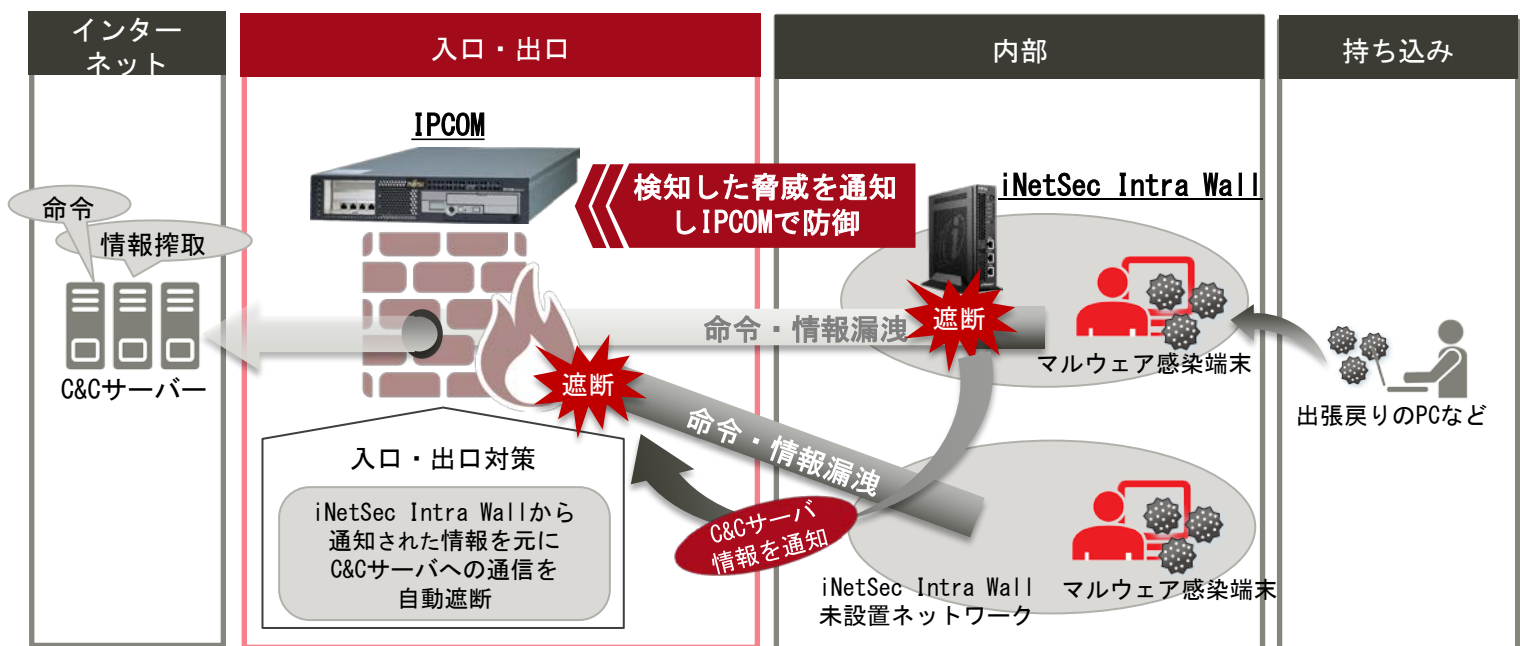 インター
ネット
入口・出口
内部
持ち込み
IPCOM
検知した脅威を通知
しIPCOMで防御
iNetSec Intra Wall
命令
情報搾取
C&Cサーバー
命令・情報漏洩
遮断
マルウェア感染端末
出張戻りのPCなど
遮断
命令・情報漏洩
入口・出口対策
iNetSec Intra Wallから
通知された情報を元に
C&Cサーバへの通信を
自動遮断
C&Cサーバ
情報を通知
iNetSec Intra Wall
未設置ネットワーク
マルウェア感染端末